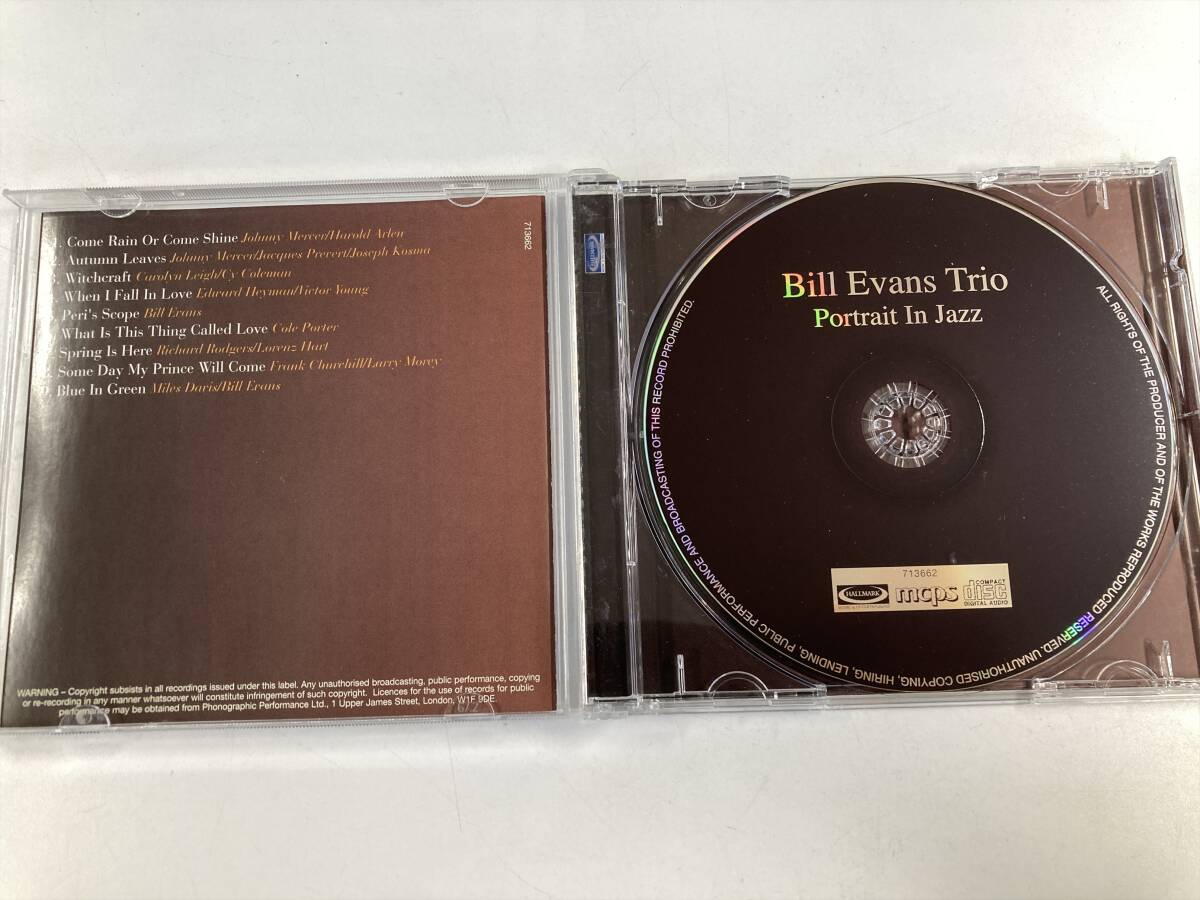 Come Rain Or Come Shine Johnny Mercer/Harold Arlen
Autumn Leaves Johnny Mercer/Jacques Prevert/Joseph Kosma
Witchcraft Carolyn Leigh/Cy Coleman
When I Fall In Love Edward Heyman/Victor Young
Peri's Scope Bill Evans
What Is This Thing Called Love Cole Porter
Spring Is Here Richard Rodgers/Lorenz Hart
Some Day My Prince Will Come Frank Churchill/Larry Morey
Blue In Green Miles Davis/Bill Evans
713662
WARNING – Copyright subsists in all recordings issued under this label. Any unauthorised broadcasting, public performance, copying
or re-recording in any manner whatsoever will constitute infringement of such copyright. Licences for the use of records for public
performance may be obtained from Phonographic Performance Ltd., 1 Upper James Street, London, W1F 9DE.
Bill Evans Trio
Portrait In Jazz
713662
HALLMARK
mcps
COMPACT
disc
DIGITAL AUDIO
ALL RIGHTS OF THE PRODUCER AND OF THE WORKS REPRODUCED RESERVED. UNAUTHORISED COPYING, HIRING, LENDING, PUBLIC PERFORMANCE AND BROADCASTING OF THIS RECORD PROHIBITED.